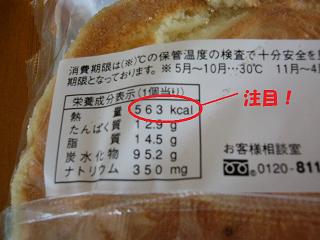 消費期限は(※)℃の保管温度の検査で十分安全を
期限となっております。※5月～10月…30℃ 11月～4月
栄養成分表示(1個当り)
熱量 563 kcal
たんぱく質 12.9 g
脂質 14.5 g
炭水化物 95.2 g
ナトリウム 350 mg
注目！
お客様相談室
0120-811